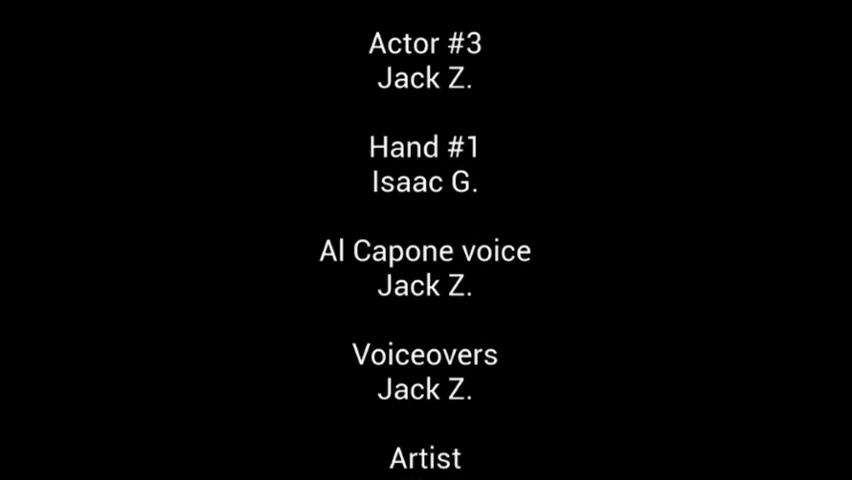 Actor #3
Jack Z.
Hand #1
Isaac G.
Al Capone voice
Jack Z.
Voiceovers
Jack Z.
Artist